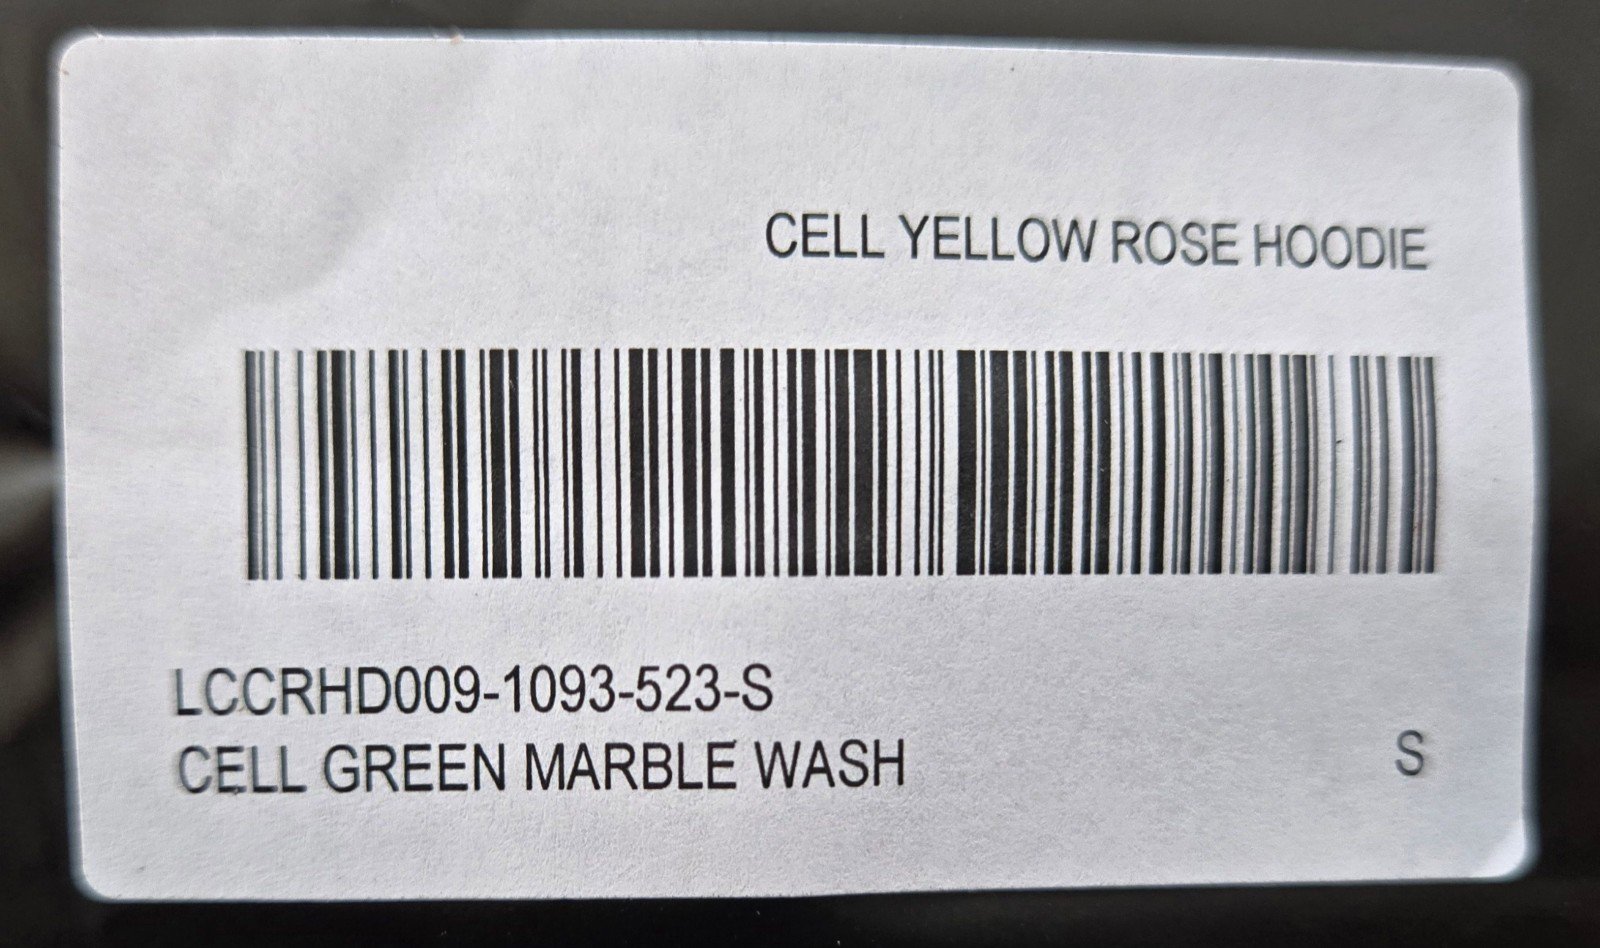 CELL YELLOW ROSE HOODIE
LCCRHD009-1093-523-S
CELL GREEN MARBLE WASH
S